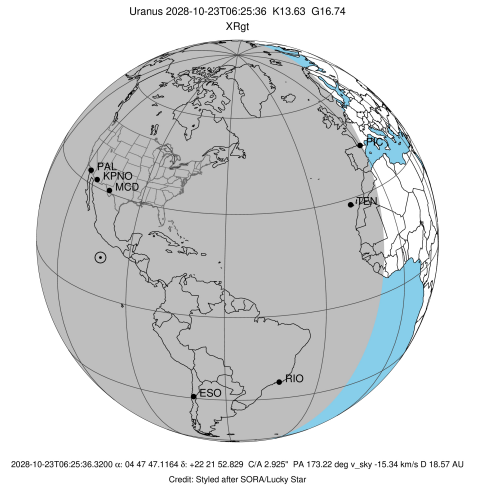 Uranus 2028-10-23T06:25:36 K13.63 G16.74
XRgt
PIC
PAL
KPNO
MCD
TEN
RIO
ESO
2028-10-23T06:25:36.3200 α: 04 47 47.1164 δ: +22 21 52.829 C/A 2.925" PA 173.22 deg v_sky -15.34 km/s D 18.57 AU
Credit: Styled after SORA/Lucky Star